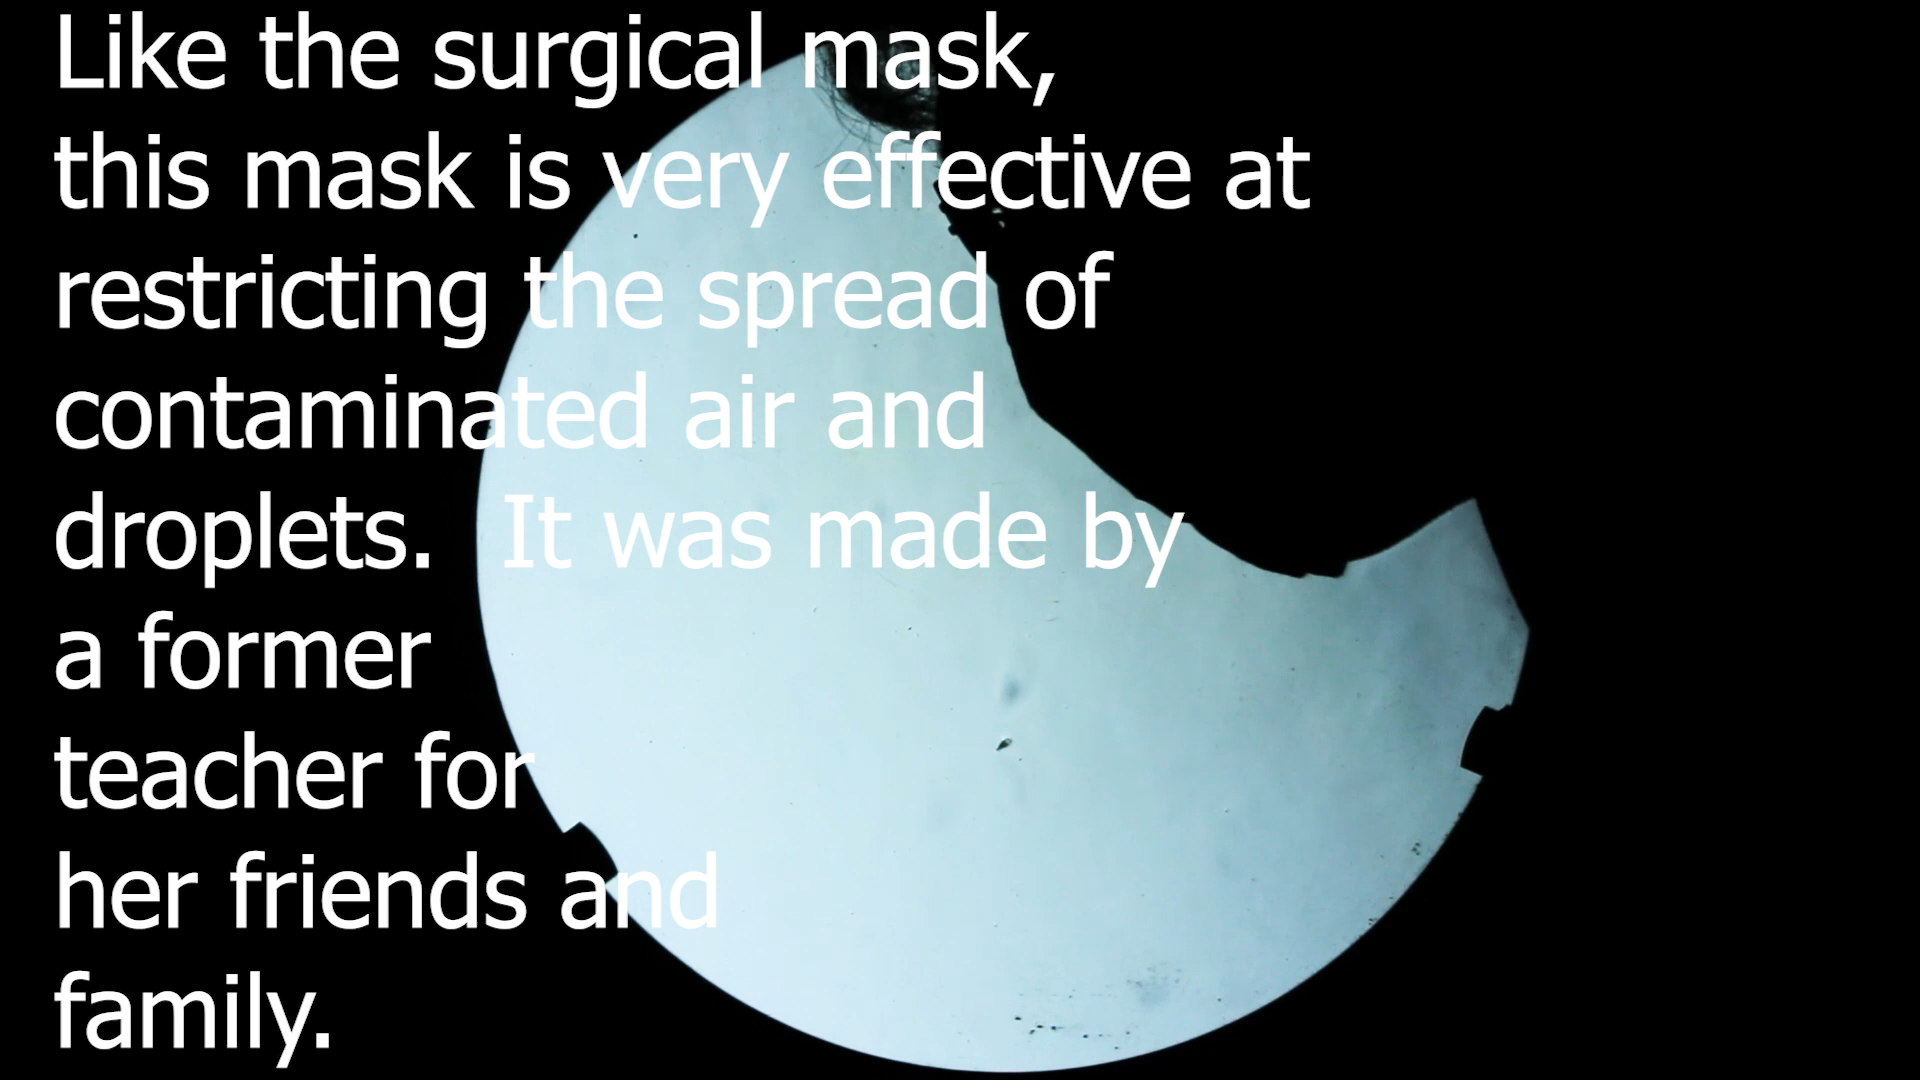 Like the surgical mask,
this mask is very effective at
restricting the spread of
contaminated air and
droplets.  It was made by
a former
teacher for
her friends and
family.